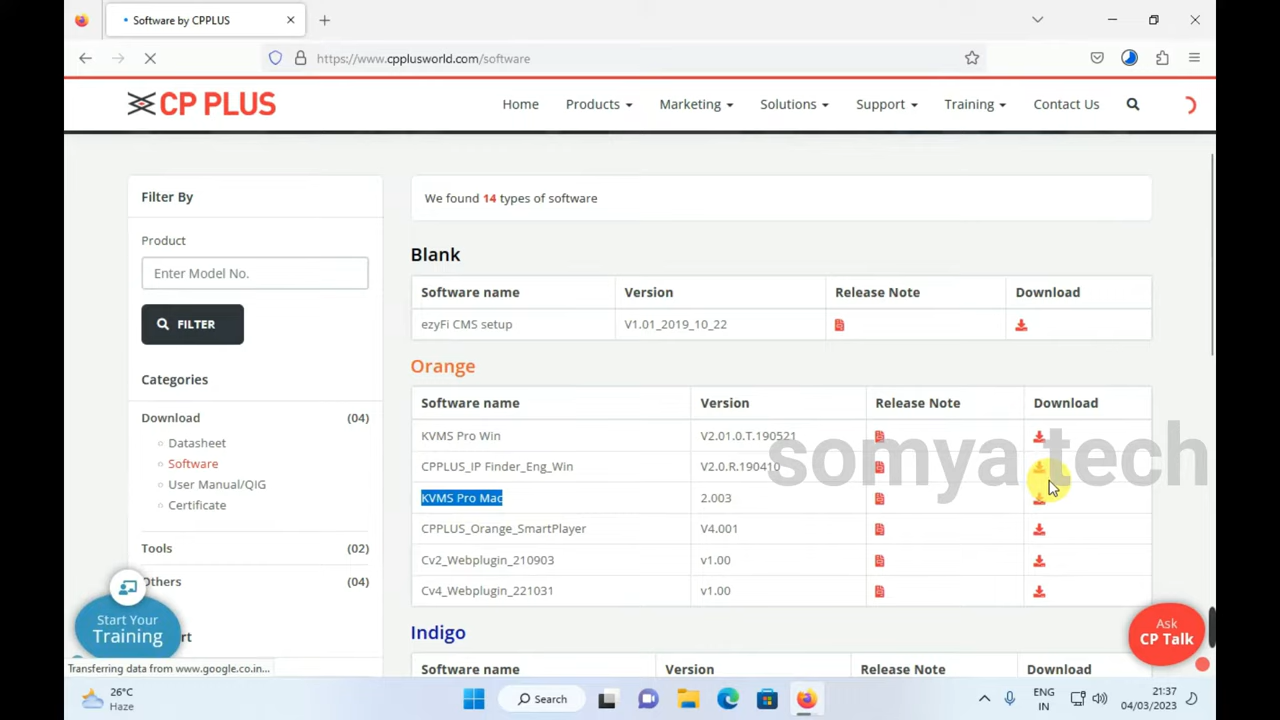 Software by CPPLUS
https://www.cpplusworld.com/software
CP PLUS
Home Products Marketing Solutions Support Training Contact Us
Filter By
Product
Enter Model No.
FILTER
Categories
Download (04)
Datasheet
Software
User Manual/QIG
Certificate
Tools (02)
Others (04)
Start Your
Training
rt
We found 14 types of software
Blank
Software name Version Release Note Download
ezyFi CMS setup V1.01_2019_10_22
Orange
Software name Version Release Note Download
KVMS Pro Win V2.01.0.T.190521
CPPLUS_IP Finder_Eng_Win V2.0.R.190410
KVMS Pro Mac 2.003
CPPLUS_Orange_SmartPlayer V4.001
Cv2_Webplugin_210903 v1.00
Cv4_Webplugin_221031 v1.00
somya tech
Indigo
Software name Version Release Note Download
Ask
CP Talk
Transferring data from www.google.co.in...
26°C
Haze
Search
ENG
IN
21:37
04/03/2023